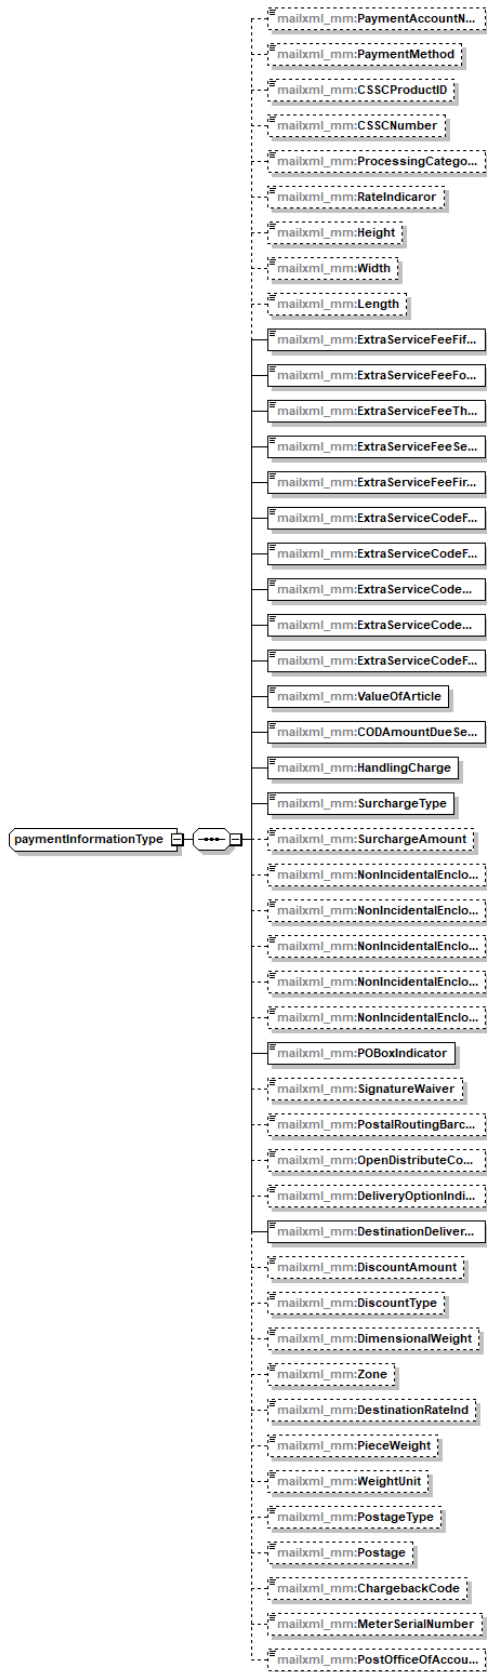 mailxml_mm:PaymentAccountN...
mailxml_mm:PaymentMethod
mailxml_mm:CSSCProductID
mailxml_mm:CSSCNumber
mailxml_mm:ProcessingCatego...
mailxml_mm:RateIndicaror
mailxml_mm:Height
mailxml_mm:Width
mailxml_mm:Length
mailxml_mm:ExtraServiceFeeFif...
mailxml_mm:ExtraServiceFeeFo...
mailxml_mm:ExtraServiceFeeTh...
mailxml_mm:ExtraServiceFeeSe...
mailxml_mm:ExtraServiceFeeFir...
mailxml_mm:ExtraServiceCodeF...
mailxml_mm:ExtraServiceCodeF...
mailxml_mm:ExtraServiceCode...
mailxml_mm:ExtraServiceCode...
mailxml_mm:ExtraServiceCodeF...
mailxml_mm:ValueOfArticle
mailxml_mm:CODAmountDueSe...
mailxml_mm:HandlingCharge
mailxml_mm:SurchargeType
paymentInformationType
mailxml_mm:SurchargeAmount
mailxml_mm:NonIncidentalEnclo...
mailxml_mm:NonIncidentalEnclo...
mailxml_mm:NonIncidentalEnclo...
mailxml_mm:NonIncidentalEnclo...
mailxml_mm:NonIncidentalEnclo...
mailxml_mm:POBoxIndicator
mailxml_mm:SignatureWaiver
mailxml_mm:PostalRoutingBarc...
mailxml_mm:OpenDistributeCo...
mailxml_mm:DeliveryOptionIndi...
mailxml_mm:DestinationDeliver...
mailxml_mm:DiscountAmount
mailxml_mm:DiscountType
mailxml_mm:DimensionalWeight
mailxml_mm:Zone
mailxml_mm:DestinationRateInd
mailxml_mm:PieceWeight
mailxml_mm:WeightUnit
mailxml_mm:PostageType
mailxml_mm:Postage
mailxml_mm:ChargebackCode
mailxml_mm:MeterSerialNumber
mailxml_mm:PostOfficeOfAccou...